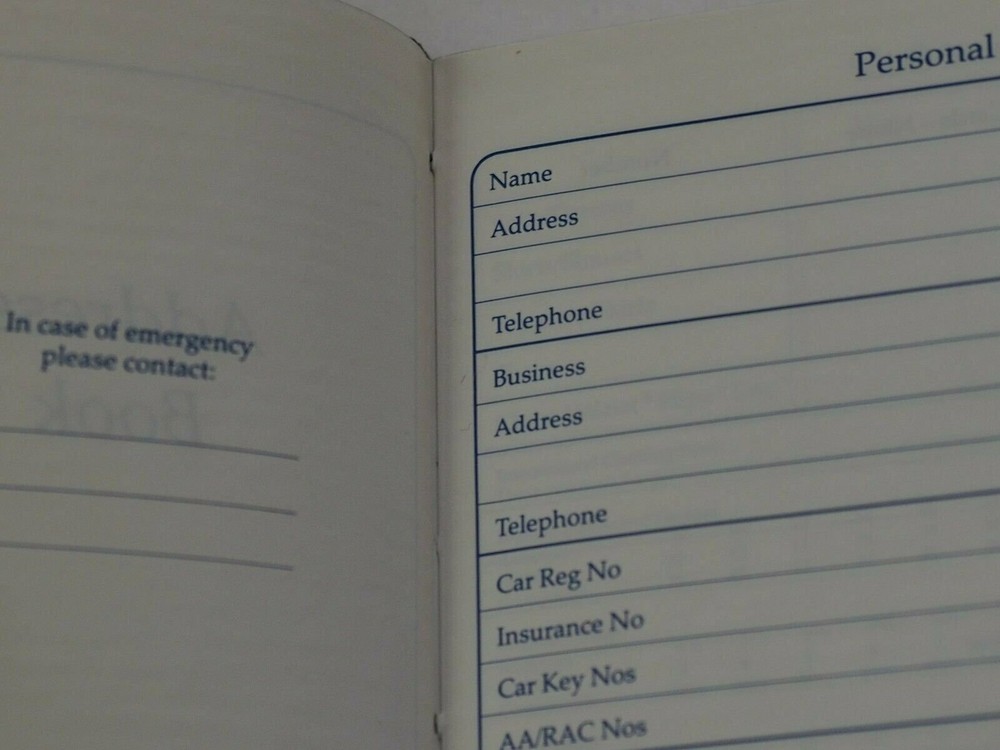 In case of emergency
please contact:
Personal
Name
Address
Telephone
Business
Address
Telephone
Car Reg No
Insurance No
Car Key Nos
AA/RAC Nos